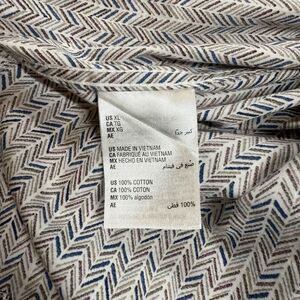 US XL
CA TG
MX XG
AE كبير جدًا
US MADE IN VIETNAM
CA FABRIQUÉ AU VIETNAM
MX HECHO EN VIETNAM
AE صنع في فيتنام
US 100% COTTON
CA 100% COTON
MX 100% algodón
AE 100% قطن